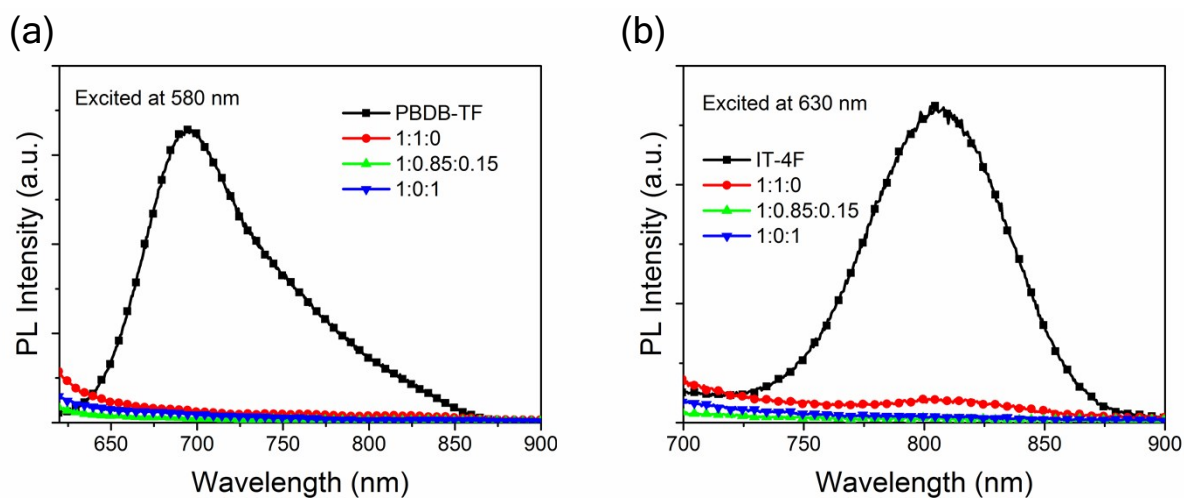 (a)
Excited at 580 nm
PBDB-TF
1:1:0
1:0.85:0.15
1:0:1
PL Intensity (a.u.)
650 700 750 800 850 900
Wavelength (nm)
(b)
Excited at 630 nm
IT-4F
1:1:0
1:0.85:0.15
1:0:1
PL Intensity (a.u.)
700 750 800 850 900
Wavelength (nm)